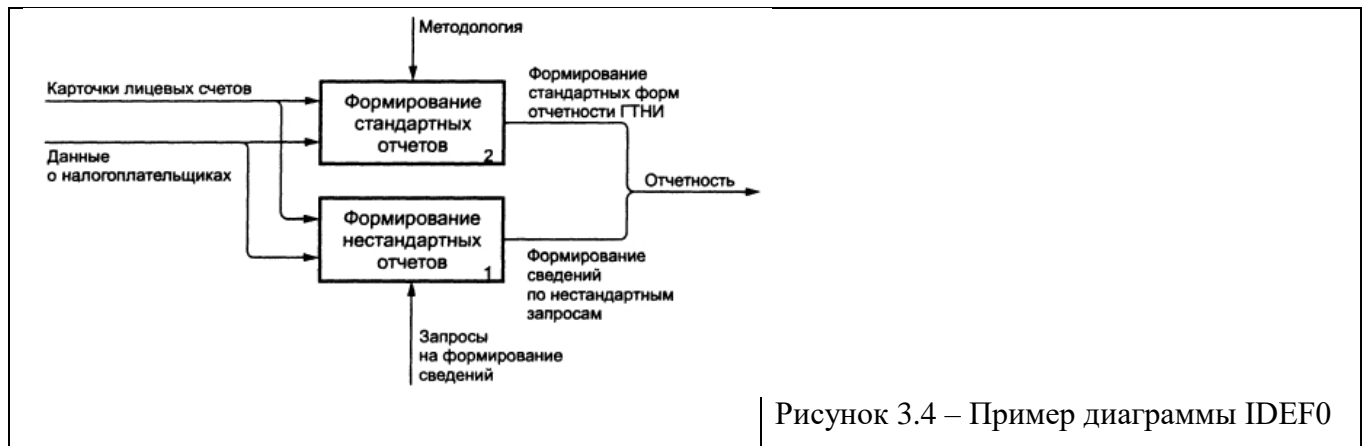 Методология
Карточки лицевых счетов
Данные
о налогоплательщиках
Формирование
стандартных
отчетов
2
Формирование
стандартных форм
отчетности ГТНИ
Отчетность
Формирование
нестандартных
отчетов
1
Формирование
сведений
по нестандартным
запросам
Запросы
на формирование
сведений
Рисунок 3.4 – Пример диаграммы IDEF0